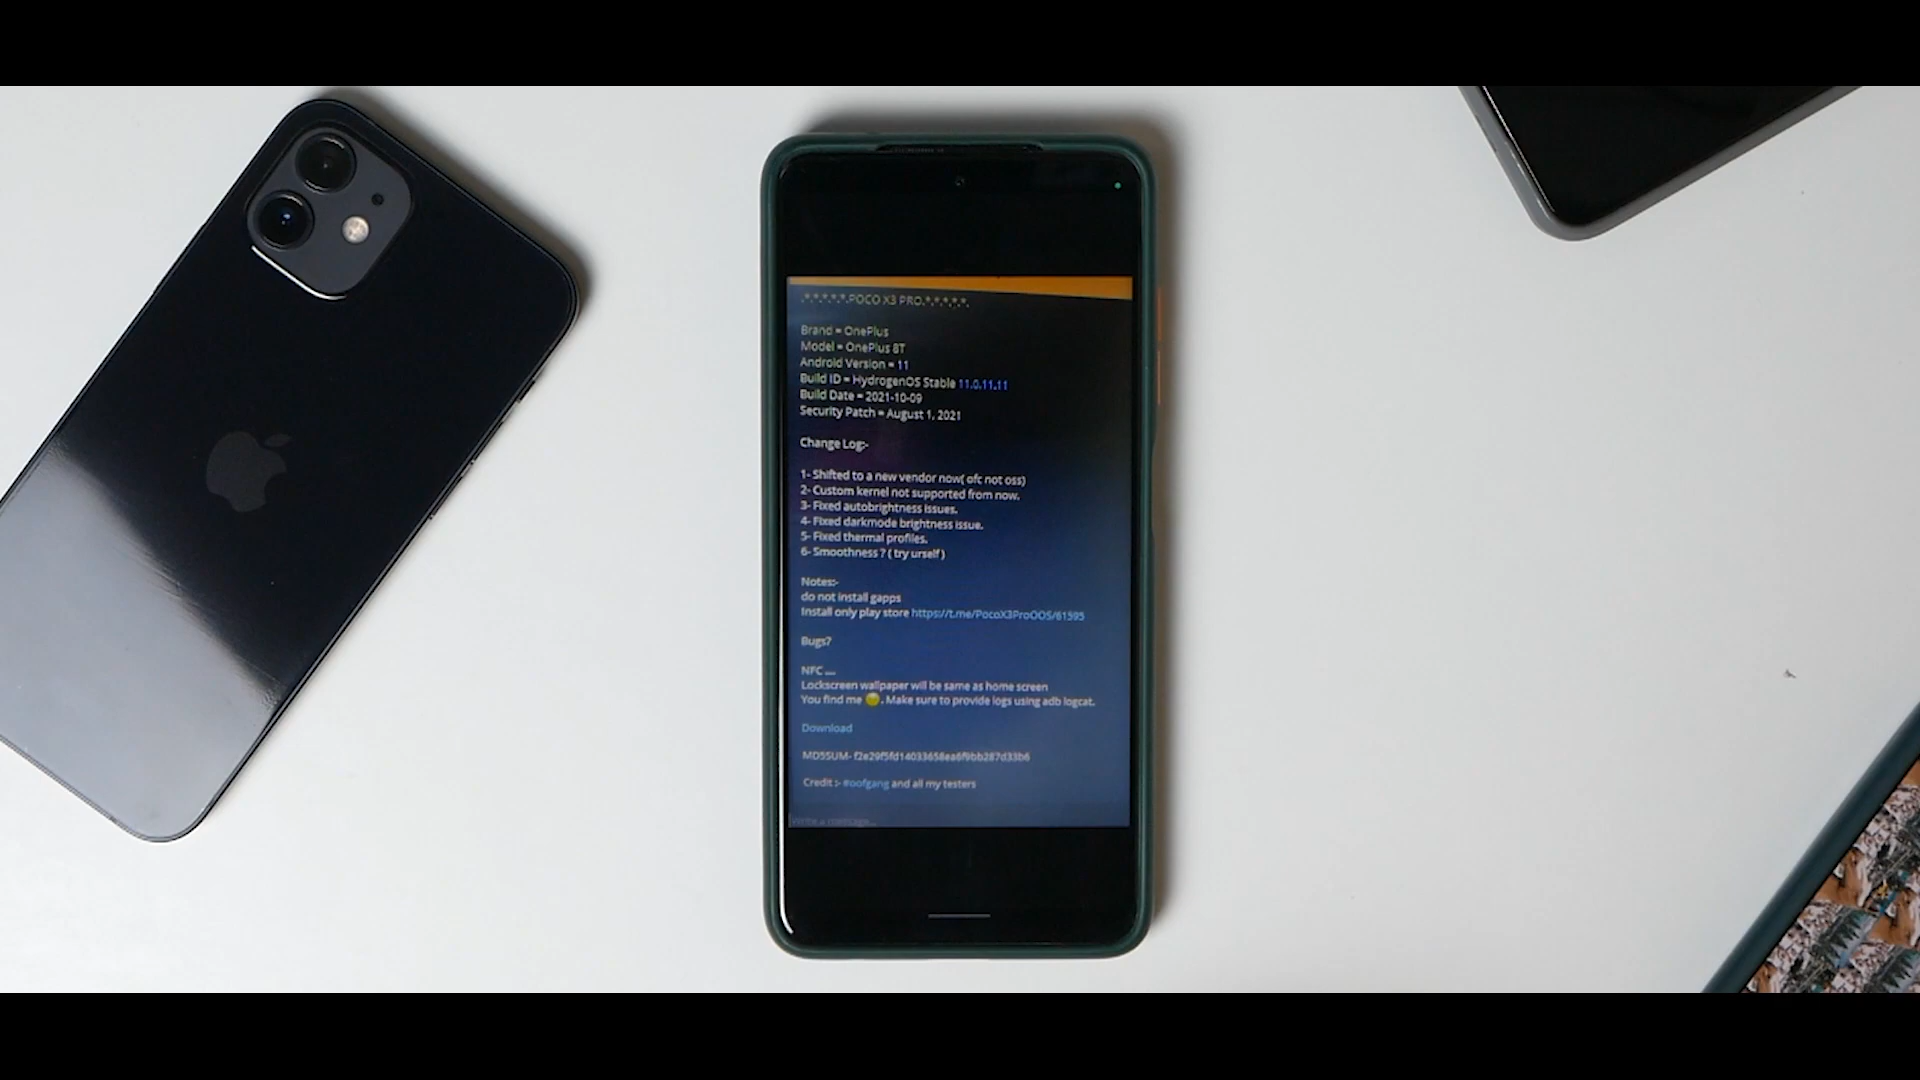 .*.*.*.*.*.POCO X3 PRO.*.*.*.*.*.
Brand = OnePlus
Model = OnePlus 8T
Android Version = 11
Build ID = HydrogenOS Stable 11.0.11.11
Build Date = 2021-10-09
Security Patch = August 1, 2021
Change Log:-
1- Shifted to a new vendor now( ofc not oss)
2- Custom kernel not supported from now.
3- Fixed autobrightness issues.
4- Fixed darkmode brightness issue.
5- Fixed thermal profiles.
6- Smoothness ? ( try urself )
Notes:-
do not install gapps
Install only play store https://t.me/PocoX3ProOOS/61595
Bugs?
NFC ....
Lockscreen wallpaper will be same as home screen
You find me 🙂. Make sure to provide logs using adb logcat.
Download
MD5SUM- f2e29f5fd14033658ea6f9bb287d33b6
Credit :- #oofgang and all my testers
Write a message...